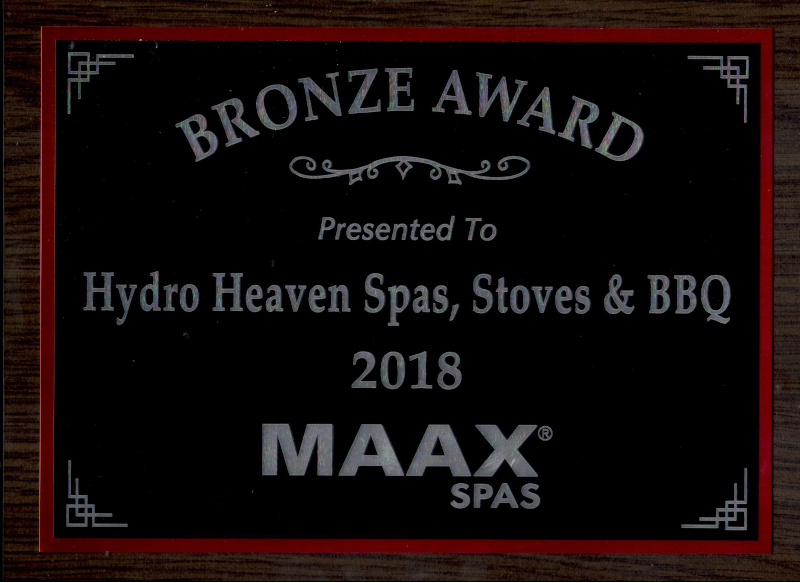 BRONZE AWARD
Presented To
Hydro Heaven Spas, Stoves & BBQ
2018
MAAX®
SPAS